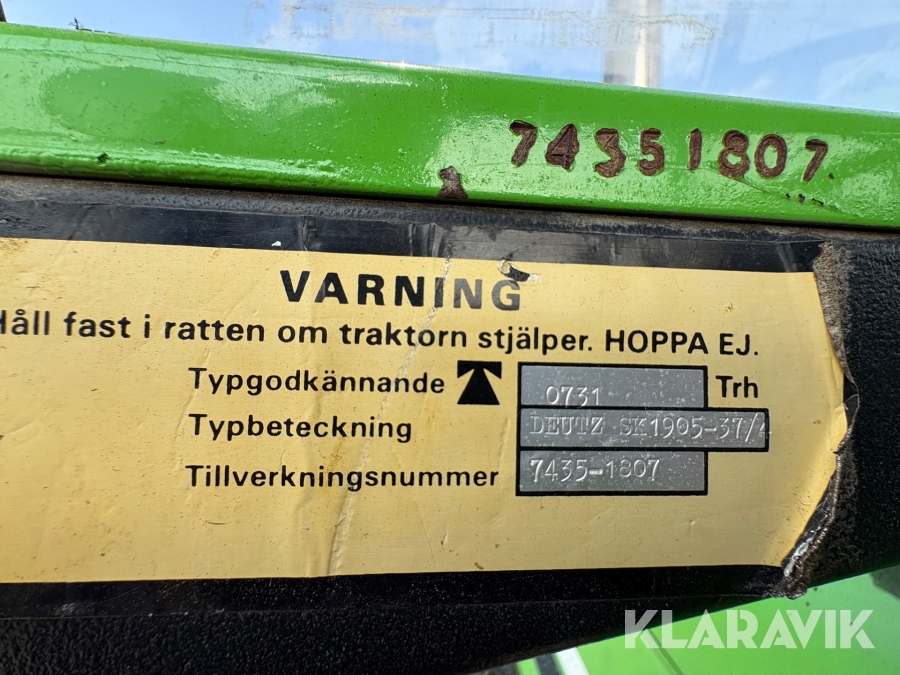 74351807
VARNING
Håll fast i ratten om traktorn stjälper. HOPPA EJ.
Typgodkännande 0731 Trh
Typbeteckning DEUTZ SK1905-37/4
Tillverkningsnummer 7435-1807
KLARAVIK